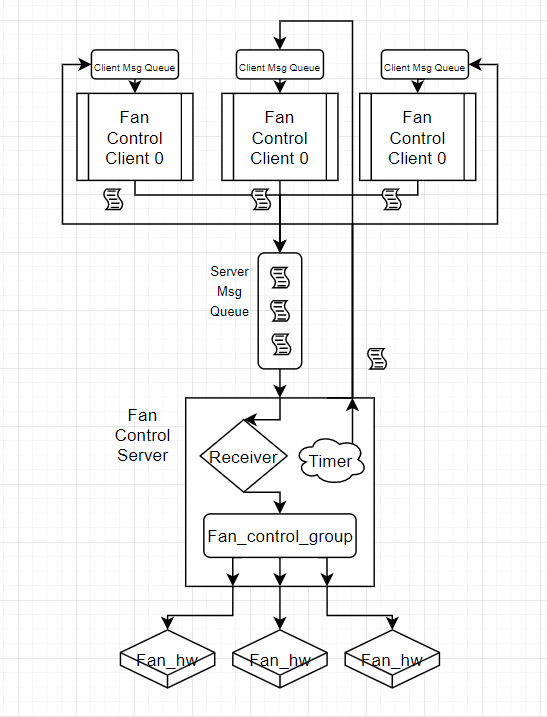 Client Msg Queue
Client Msg Queue
Client Msg Queue
Fan
Control
Client 0
Fan
Control
Client 0
Fan
Control
Client 0
Server
Msg
Queue
Fan
Control
Server
Receiver
Timer
Fan_control_group
Fan_hw
Fan_hw
Fan_hw